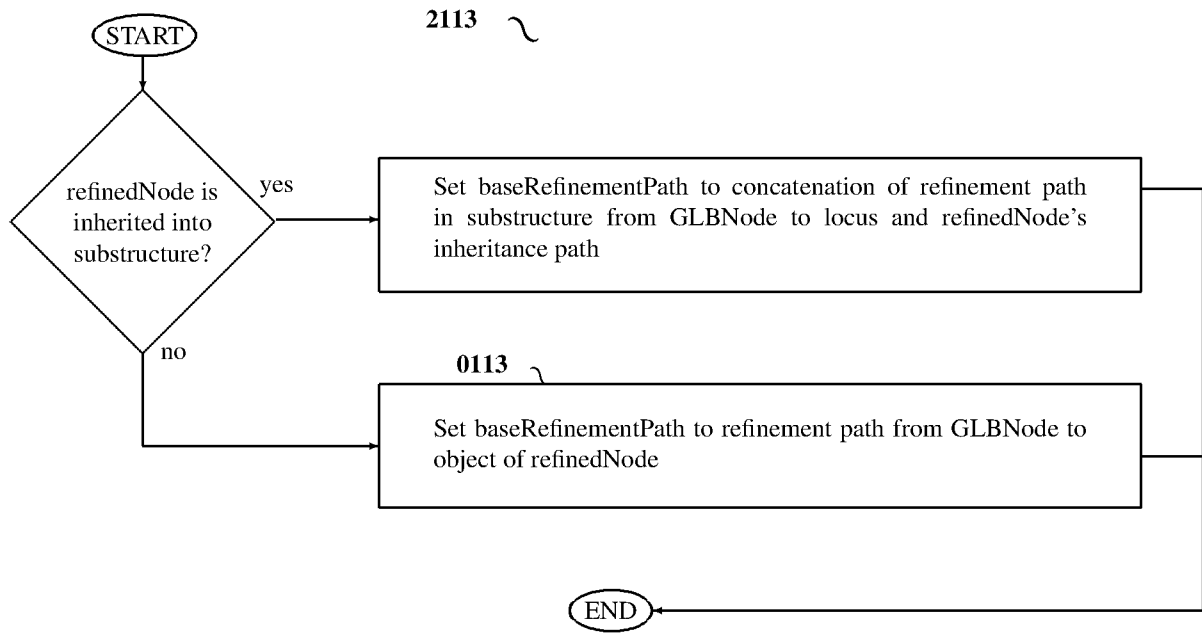 START
2113
refinedNode is
inherited into
substructure?
yes
Set baseRefinementPath to concatenation of refinement path
in substructure from GLBNode to locus and refinedNode's
inheritance path
no
0113
Set baseRefinementPath to refinement path from GLBNode to
object of refinedNode
END